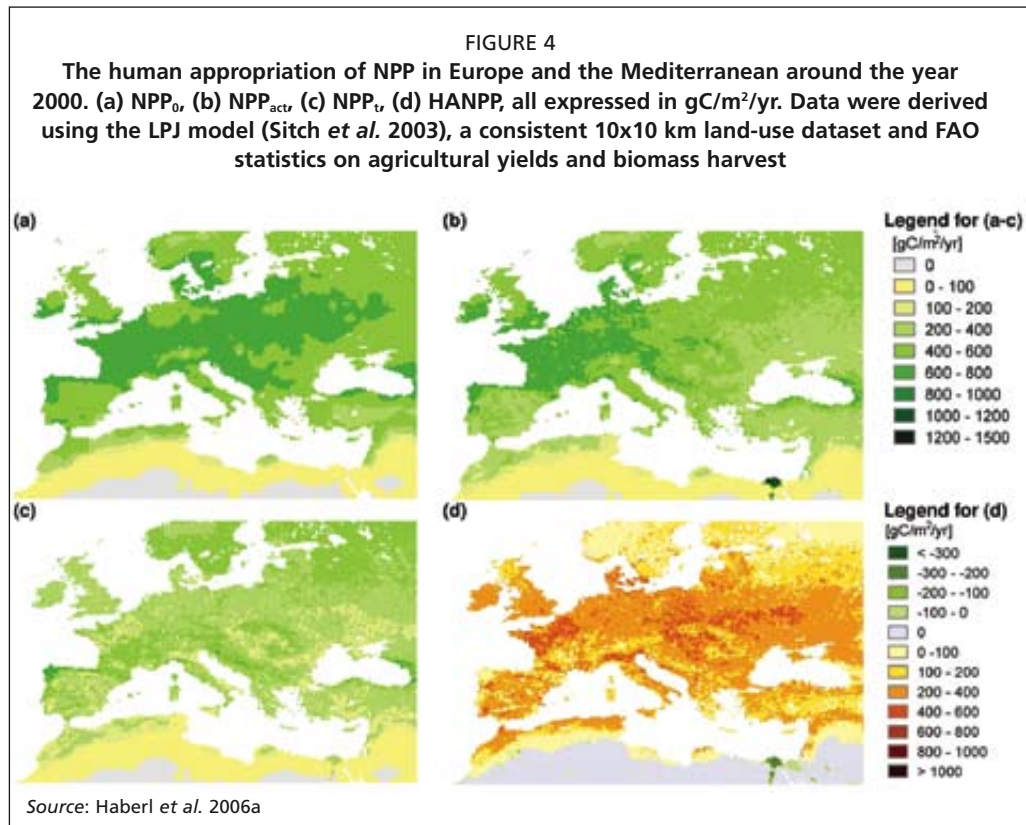 FIGURE 4
The human appropriation of NPP in Europe and the Mediterranean around the year
2000. (a) NPP₀, (b) NPPact, (c) NPPt, (d) HANPP, all expressed in gC/m²/yr. Data were derived
using the LPJ model (Sitch et al. 2003), a consistent 10x10 km land-use dataset and FAO
statistics on agricultural yields and biomass harvest
(a)
(b)
Legend for (a-c)
[gC/m²/yr]
0
0 - 100
100 - 200
200 - 400
400 - 600
600 - 800
800 - 1000
1000 - 1200
1200 - 1500
(c)
(d)
Legend for (d)
[gC/m²/yr]
< -300
-300 - -200
-200 - -100
-100 - 0
0
0 -100
100 - 200
200 - 400
400 - 600
600 - 800
800 - 1000
> 1000
Source: Haberl et al. 2006a